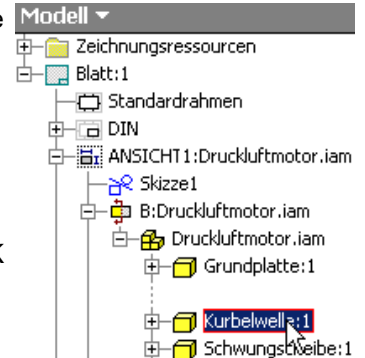 e
Modell
Zeichnungsressourcen
Blatt:1
Standardrahmen
DIN
ANSICHT1:Druckluftmotor.iam
Skizze1
B:Druckluftmotor.iam
Druckluftmotor.iam
K
Grundplatte:1
Kurbelwelle:1
Schwungscheibe:1